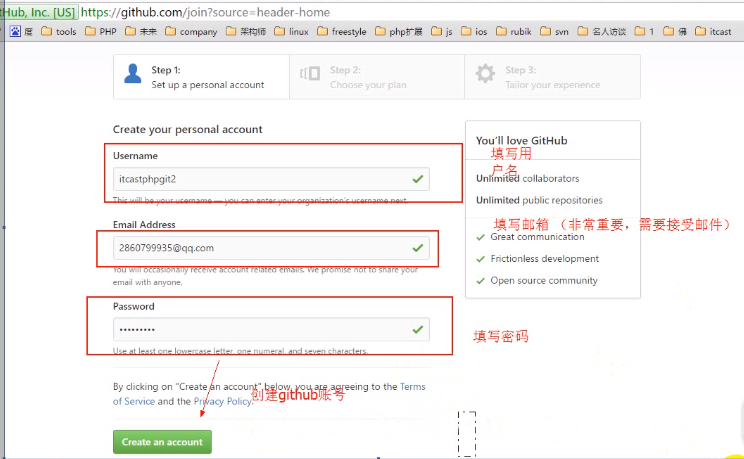 tHub, Inc. [US] https://github.com/join?source=header-home
度 tools PHP 未来 company 架构师 linux freestyle php扩展 js ios rubik svn 名人访谈 1 佛 itcast
Step 1:
Set up a personal account
Step 2:
Choose your plan
Step 3:
Tailor your experience
Create your personal account
Username
itcastphpgit2
This will be your username — you can enter your organization's username next.
Email Address
2860799935@qq.com
You will occasionally receive account related emails. We promise not to share your
email with anyone.
Password
•••••••••
Use at least one lowercase letter, one numeral, and seven characters.
By clicking on "Create an account" below, you are agreeing to the Terms
of Service and the Privacy Policy.
创建github账号
Create an account
You'll love GitHub
填写用
户名
Unlimited collaborators
Unlimited public repositories
填写邮箱 （非常重要，需要接受邮件）
Great communication
Frictionless development
Open source community
填写密码